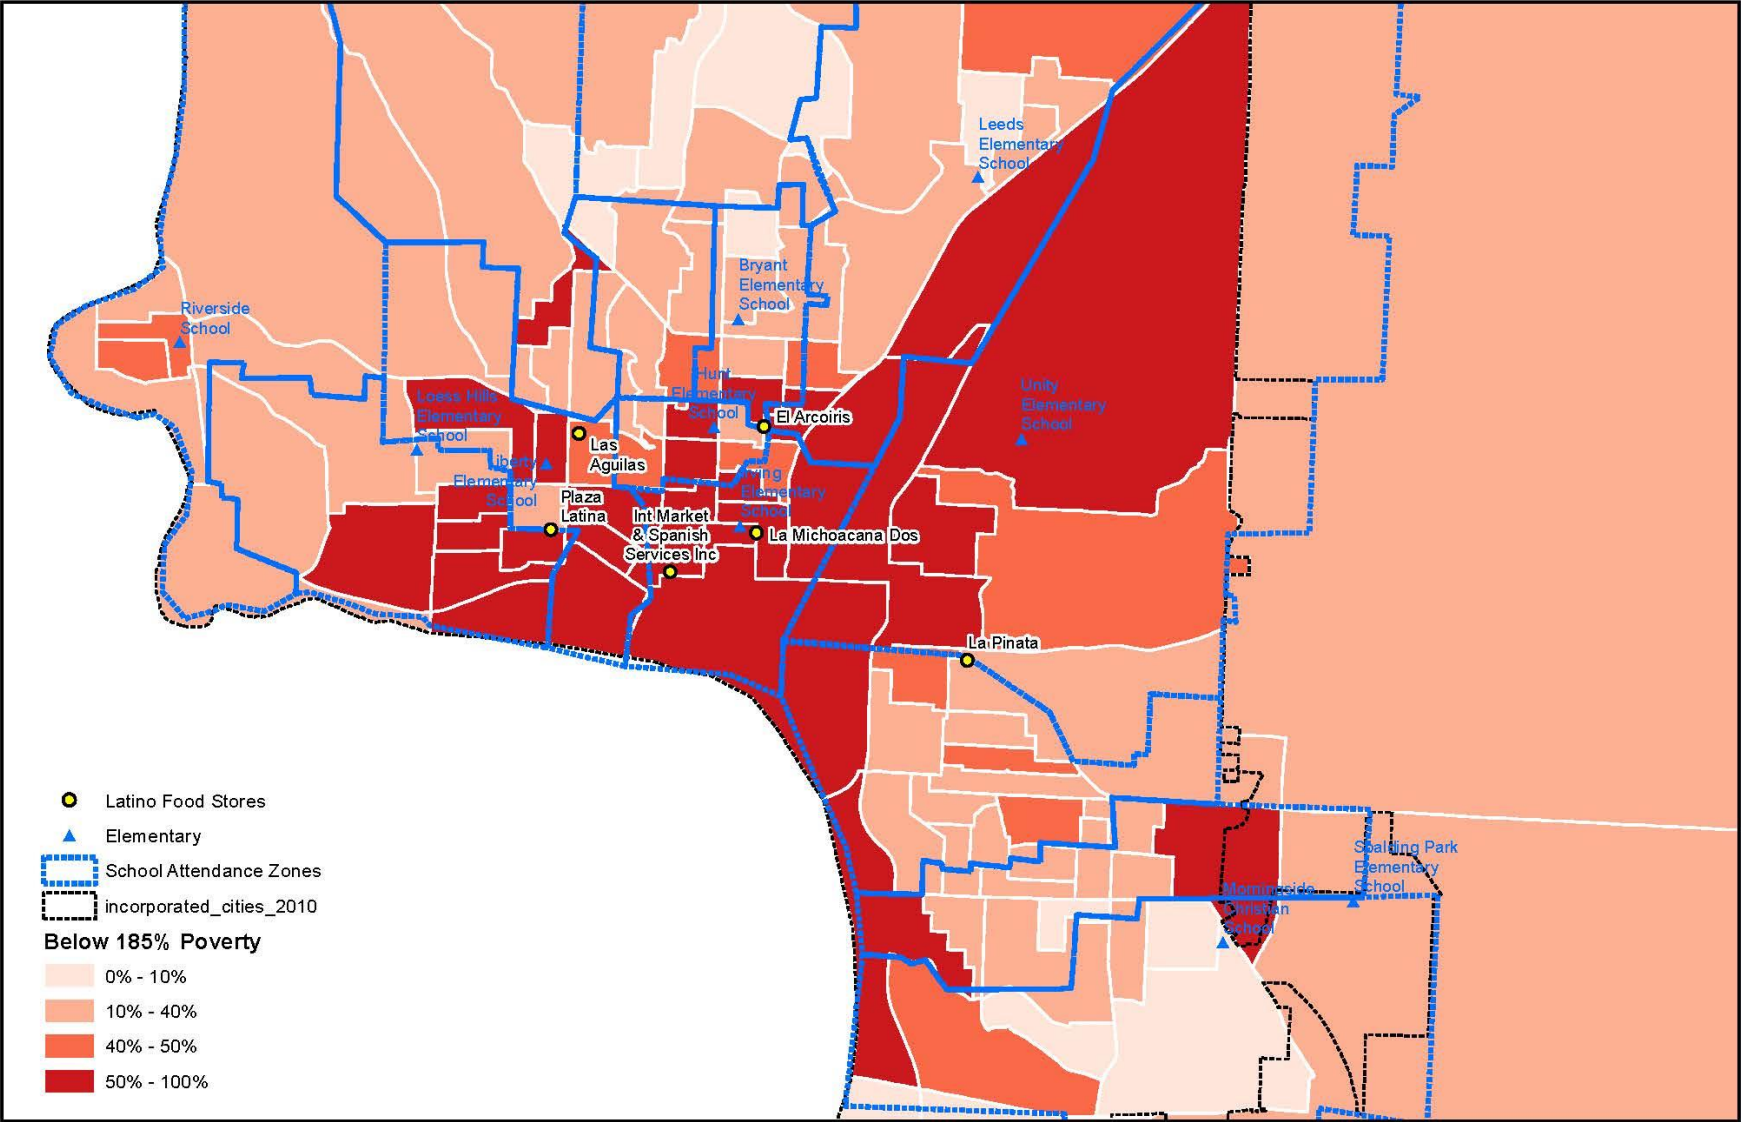 Leeds
Elementary
School
Bryant
Elementary
School
Riverside
School
Hunt
Elementary
School
Unity
Elementary
School
Loess Hills
Elementary
School
El Arcoiris
Las
Aguilas
Liberty
Elementary
School
Irving
Elementary
School
Plaza
Latina
Int Market
& Spanish
Services Inc
La Michoacana Dos
La Pinata
Spalding Park
Elementary
School
Morningside
Christian
School
Latino Food Stores
Elementary
School Attendance Zones
incorporated_cities_2010
Below 185% Poverty
0% - 10%
10% - 40%
40% - 50%
50% - 100%